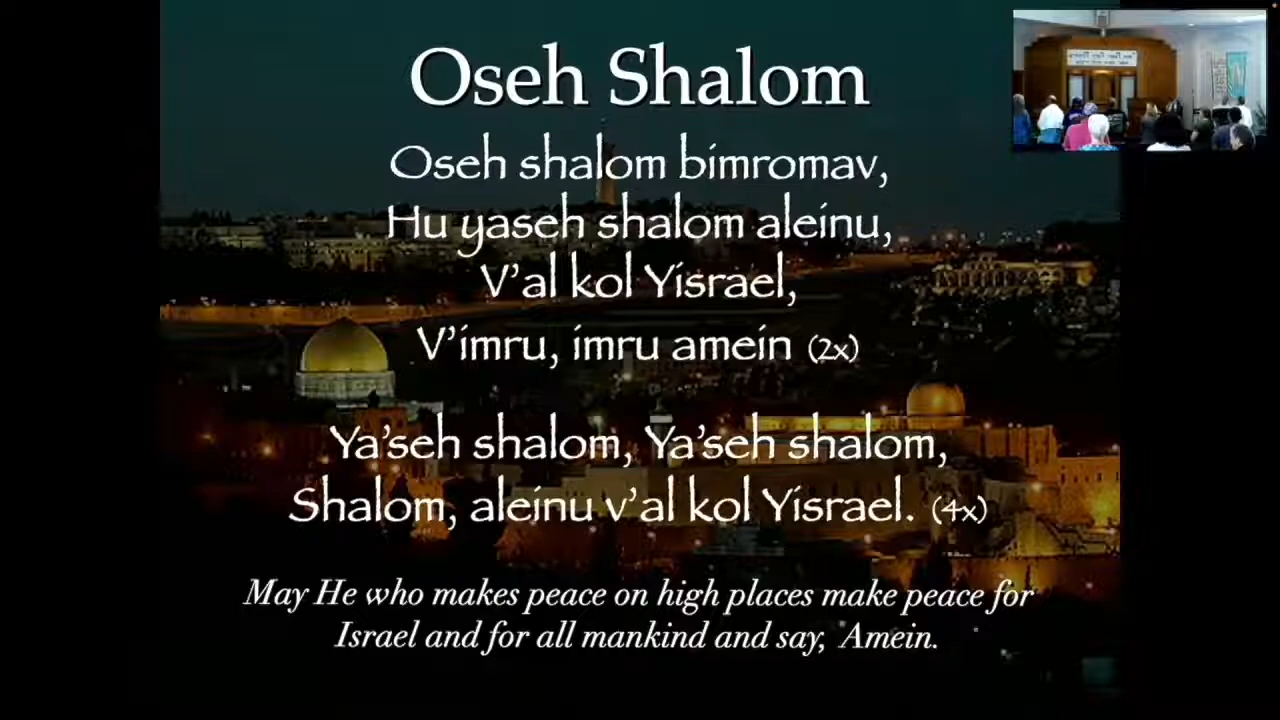 Oseh Shalom
Oseh shalom bimromav,
Hu yaseh shalom aleinu,
V’al kol Yisrael,
V’imru, imru amein (2x)
Ya’seh shalom, Ya’seh shalom,
Shalom, aleinu v’al kol Yisrael. (4x)
May He who makes peace on high places make peace for
Israel and for all mankind and say, Amein.